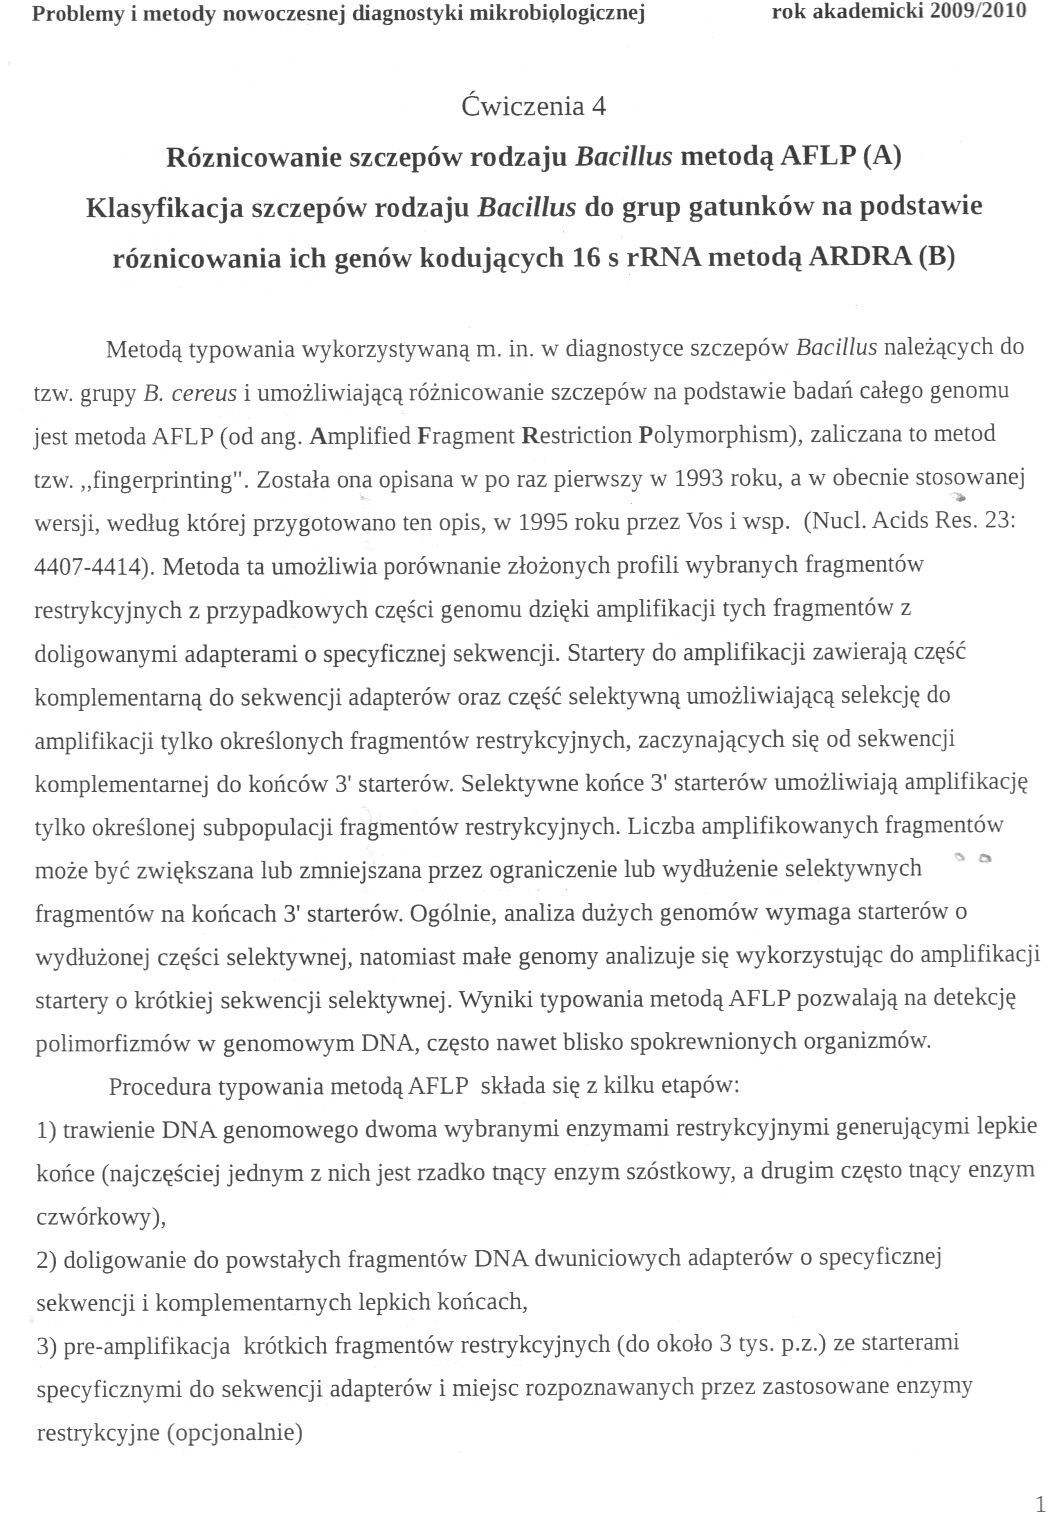 Problemy i metody nowoczesnej diagnostyki mikrobiologicznej rok akademicki 2009/2010
Ćwiczenia 4
Róznicowanie szczepów rodzaju Bacillus metodą AFLP (A)
Klasyfikacja szczepów rodzaju Bacillus do grup gatunków na podstawie
róznicowania ich genów kodujących 16 s rRNA metodą ARDRA (B)
Metodą typowania wykorzystywaną m. in. w diagnostyce szczepów Bacillus należących do
tzw. grupy B. cereus i umożliwiającą różnicowanie szczepów na podstawie badań całego genomu
jest metoda AFLP (od ang. Amplified Fragment Restriction Polymorphism), zaliczana to metod
tzw. ,,fingerprinting". Została ona opisana w po raz pierwszy w 1993 roku, a w obecnie stosowanej
wersji, według której przygotowano ten opis, w 1995 roku przez Vos i wsp. (Nucl. Acids Res. 23:
4407-4414). Metoda ta umożliwia porównanie złożonych profili wybranych fragmentów
restrykcyjnych z przypadkowych części genomu dzięki amplifikacji tych fragmentów z
doligowanymi adapterami o specyficznej sekwencji. Startery do amplifikacji zawierają część
komplementarną do sekwencji adapterów oraz część selektywną umożliwiającą selekcję do
amplifikacji tylko określonych fragmentów restrykcyjnych, zaczynających się od sekwencji
komplementarnej do końców 3' starterów. Selektywne końce 3' starterów umożliwiają amplifikację
tylko określonej subpopulacji fragmentów restrykcyjnych. Liczba amplifikowanych fragmentów
może być zwiększana lub zmniejszana przez ograniczenie lub wydłużenie selektywnych
fragmentów na końcach 3' starterów. Ogólnie, analiza dużych genomów wymaga starterów o
wydłużonej części selektywnej, natomiast małe genomy analizuje się wykorzystując do amplifikacji
startery o krótkiej sekwencji selektywnej. Wyniki typowania metodą AFLP pozwalają na detekcję
polimorfizmów w genomowym DNA, często nawet blisko spokrewnionych organizmów.
Procedura typowania metodą AFLP składa się z kilku etapów:
1) trawienie DNA genomowego dwoma wybranymi enzymami restrykcyjnymi generującymi lepkie
końce (najczęściej jednym z nich jest rzadko tnący enzym szóstkowy, a drugim często tnący enzym
czwórkowy),
2) doligowanie do powstałych fragmentów DNA dwuniciowych adapterów o specyficznej
sekwencji i komplementarnych lepkich końcach,
3) pre-amplifikacja krótkich fragmentów restrykcyjnych (do około 3 tys. p.z.) ze starterami
specyficznymi do sekwencji adapterów i miejsc rozpoznawanych przez zastosowane enzymy
restrykcyjne (opcjonalnie)
1